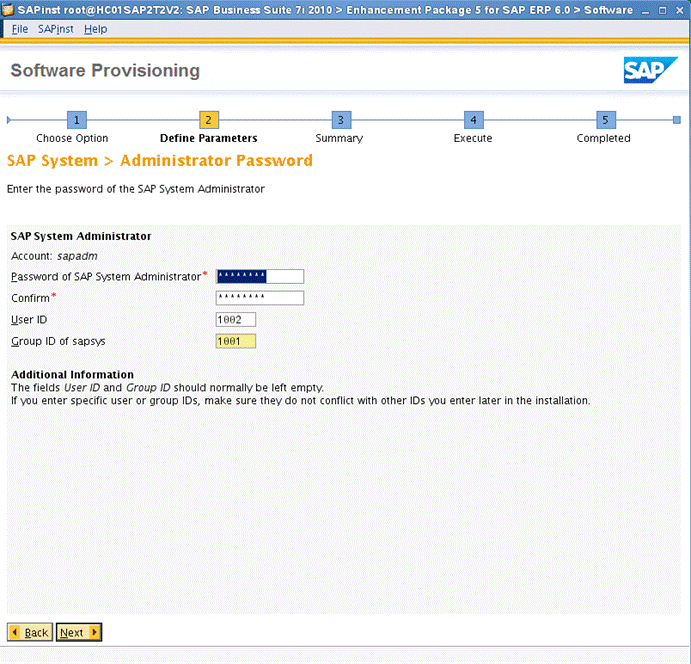 SAPinst root@HC01SAP2T2V2: SAP Business Suite 7i 2010 > Enhancement Package 5 for SAP ERP 6.0 > Software
File SAPinst Help
Software Provisioning
SAP
1 2 3 4 5
Choose Option Define Parameters Summary Execute Completed
SAP System > Administrator Password
Enter the password of the SAP System Administrator
SAP System Administrator
Account: sapadm
Password of SAP System Administrator* ********
Confirm* ********
User ID 1002
Group ID of sapsys 1001
Additional Information
The fields User ID and Group ID should normally be left empty.
If you enter specific user or group IDs, make sure they do not conflict with other IDs you enter later in the installation.
Back Next